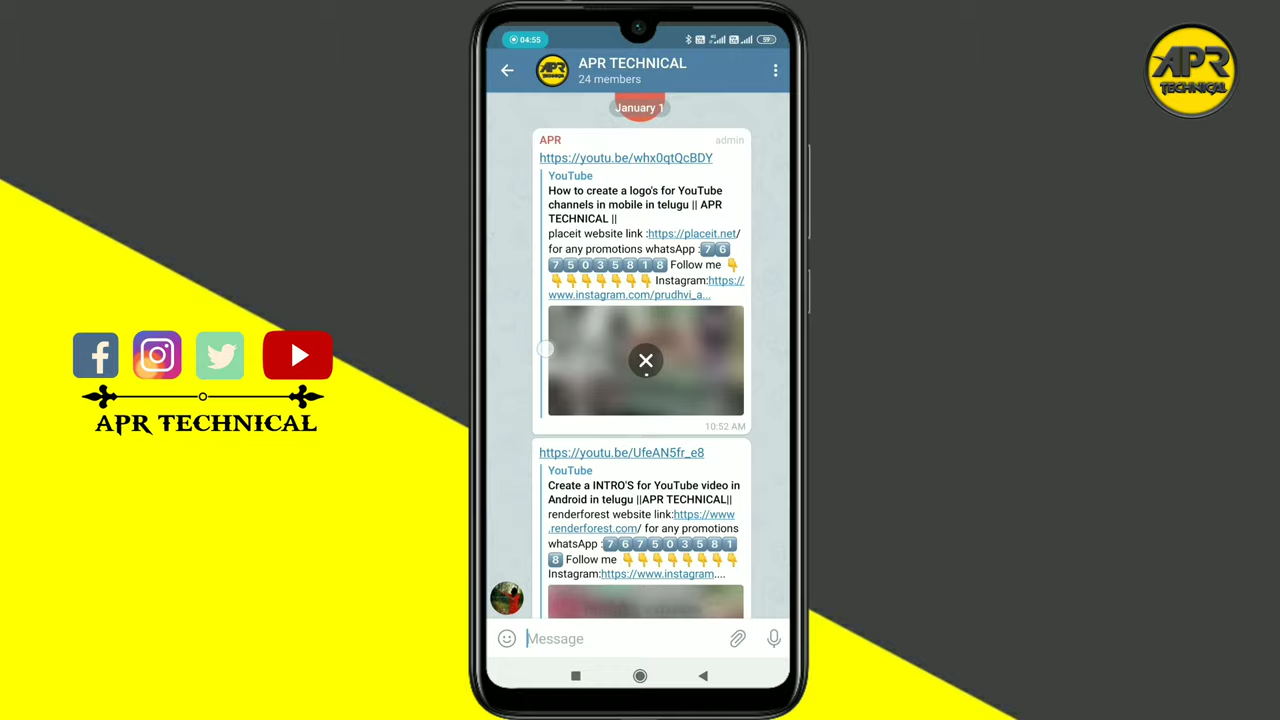 04:55
APR TECHNICAL
24 members
January 1
APR admin
https://youtu.be/whx0qtQcBDY
YouTube
How to create a logo's for YouTube
channels in mobile in telugu || APR
TECHNICAL ||
placeit website link :https://placeit.net/
for any promotions whatsApp :7️⃣6️⃣
7️⃣5️⃣0️⃣3️⃣5️⃣8️⃣1️⃣8️⃣ Follow me 👇
👇👇👇👇👇👇👇 Instagram:https://
www.instagram.com/prudhvi_a...
10:52 AM
https://youtu.be/UfeAN5fr_e8
YouTube
Create a INTRO'S for YouTube video in
Android in telugu ||APR TECHNICAL||
renderforest website link:https://www
.renderforest.com/ for any promotions
whatsApp :7️⃣6️⃣7️⃣5️⃣0️⃣3️⃣5️⃣8️⃣1️⃣
8️⃣ Follow me 👇👇👇👇👇👇👇👇
Instagram:https://www.instagram....
Message
APR TECHNICAL
APR
TECHNICAL